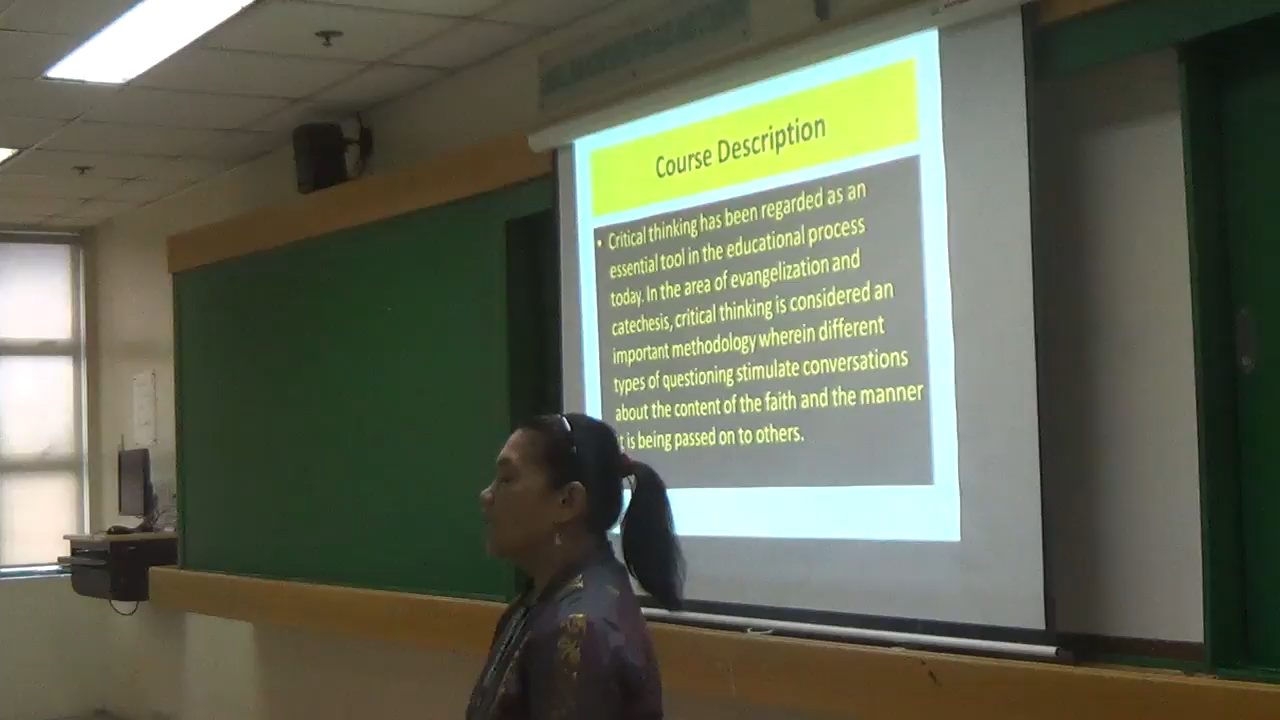 Course Description
• Critical thinking has been regarded as an
essential tool in the educational process
today. In the area of evangelization and
catechesis, critical thinking is considered an
important methodology wherein different
types of questioning stimulate conversations
about the content of the faith and the manner
it is being passed on to others.